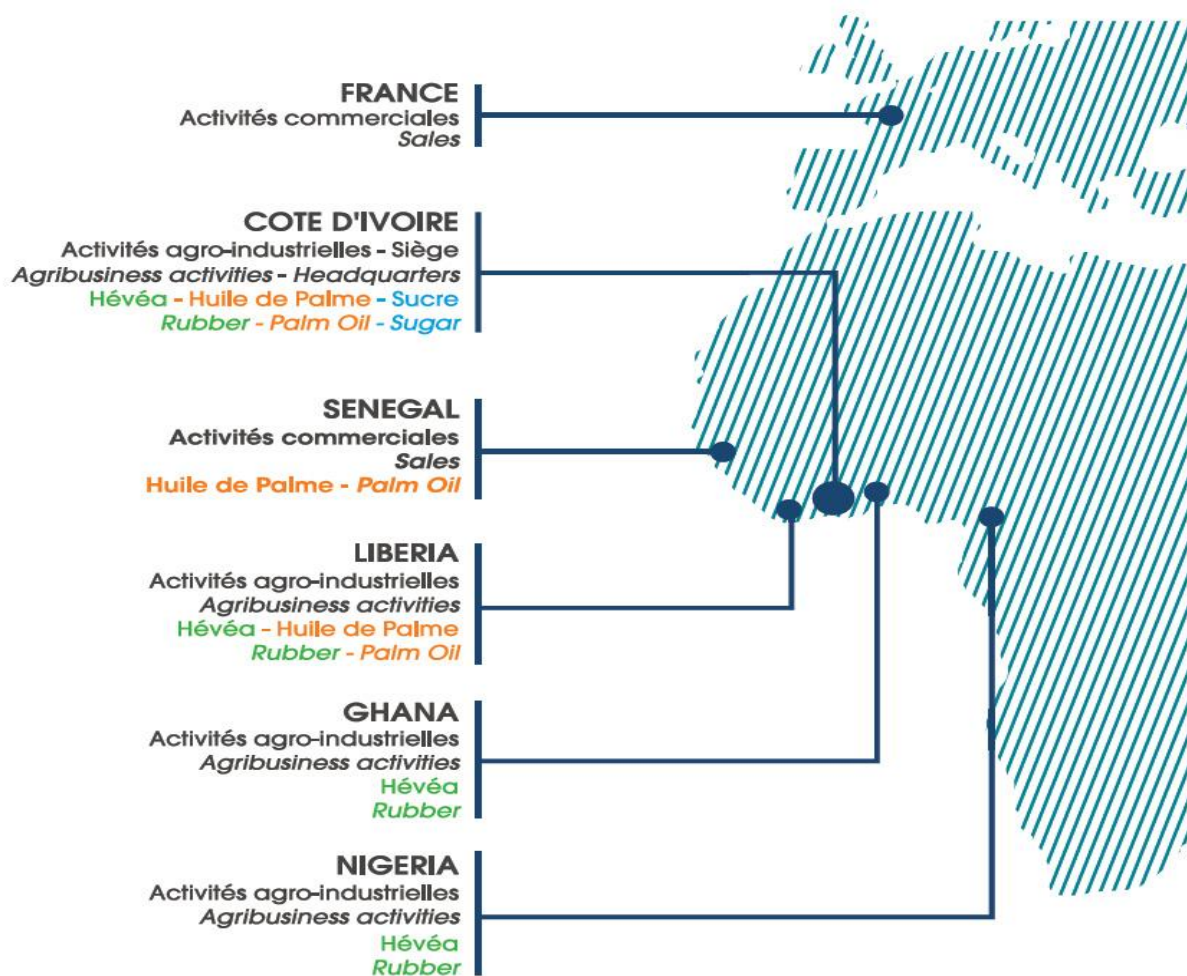 FRANCE
Activités commerciales
Sales
COTE D'IVOIRE
Activités agro-industrielles - Siège
Agribusiness activities - Headquarters
Hévéa - Huile de Palme - Sucre
Rubber - Palm Oil - Sugar
SENEGAL
Activités commerciales
Sales
Huile de Palme - Palm Oil
LIBERIA
Activités agro-industrielles
Agribusiness activities
Hévéa - Huile de Palme
Rubber - Palm Oil
GHANA
Activités agro-industrielles
Agribusiness activities
Hévéa
Rubber
NIGERIA
Activités agro-industrielles
Agribusiness activities
Hévéa
Rubber